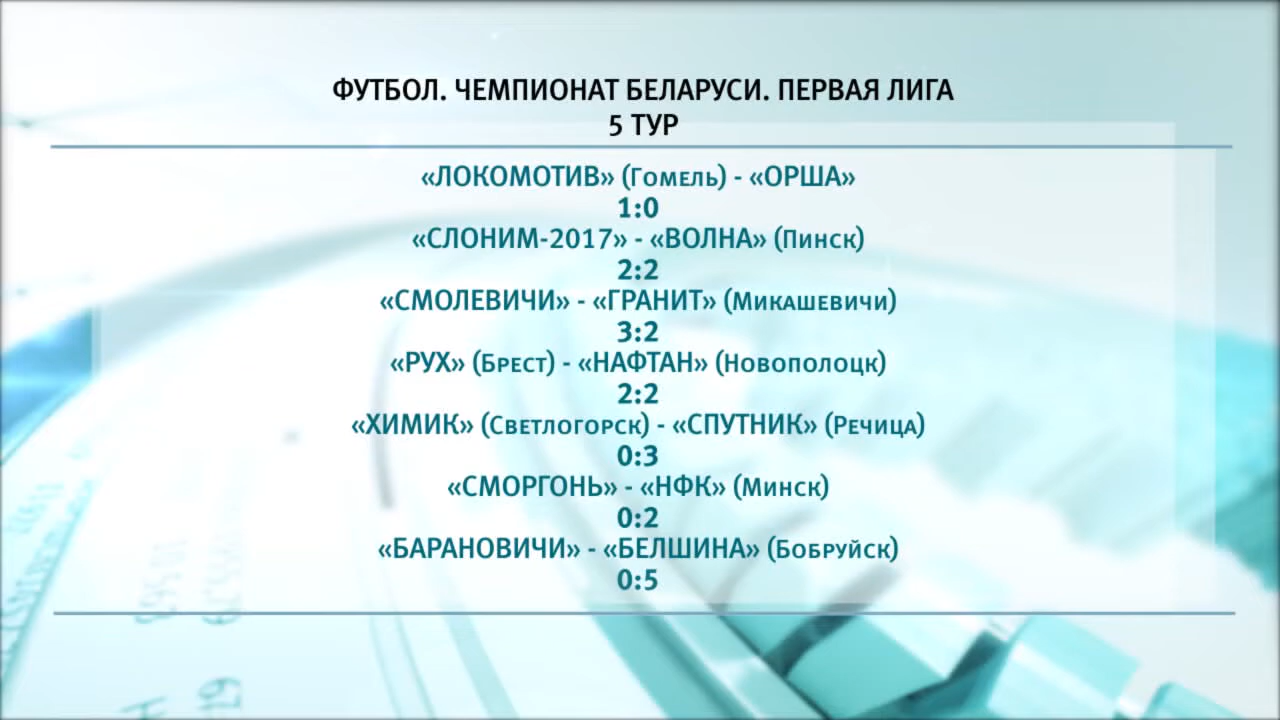 ФУТБОЛ. ЧЕМПИОНАТ БЕЛАРУСИ. ПЕРВАЯ ЛИГА
5 ТУР
«ЛОКОМОТИВ» (Гомель) - «ОРША»
1:0
«СЛОНИМ-2017» - «ВОЛНА» (Пинск)
2:2
«СМОЛЕВИЧИ» - «ГРАНИТ» (Микашевичи)
3:2
«РУХ» (Брест) - «НАФТАН» (Новополоцк)
2:2
«ХИМИК» (Светлогорск) - «СПУТНИК» (Речица)
0:3
«СМОРГОНЬ» - «НФК» (Минск)
0:2
«БАРАНОВИЧИ» - «БЕЛШИНА» (Бобруйск)
0:5